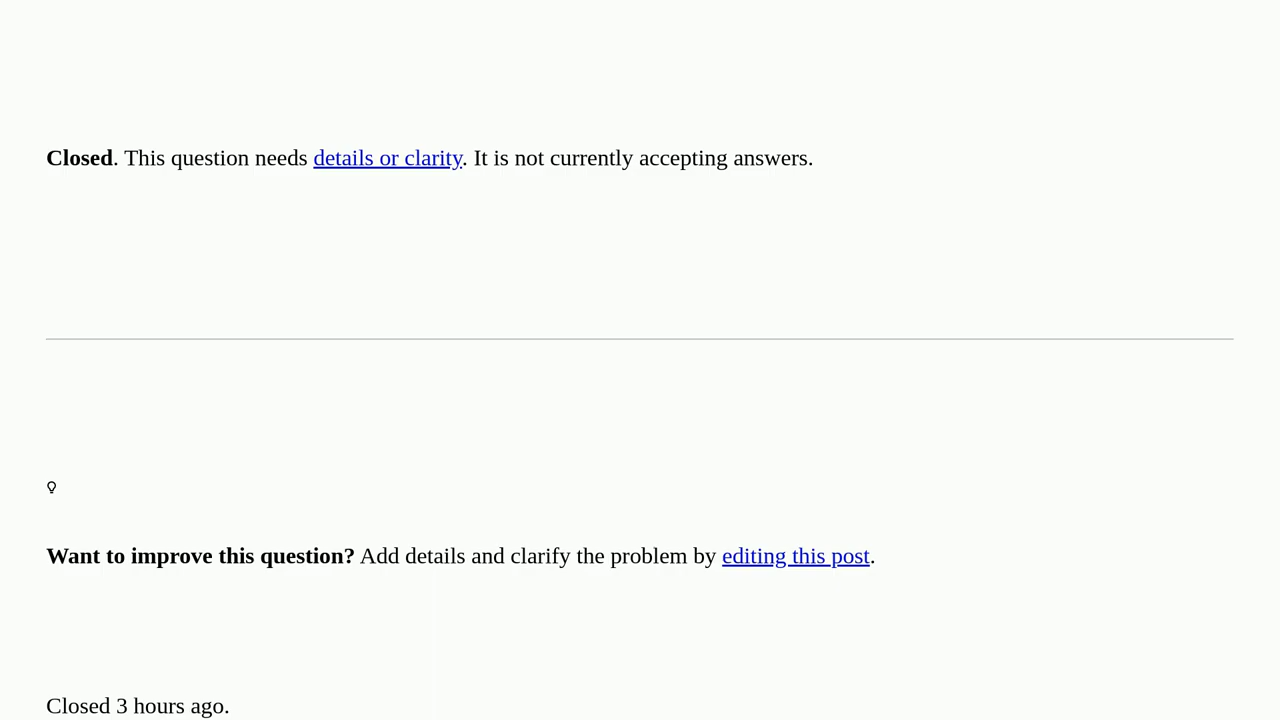 Closed. This question needs details or clarity. It is not currently accepting answers.
Want to improve this question? Add details and clarify the problem by editing this post.
Closed 3 hours ago.